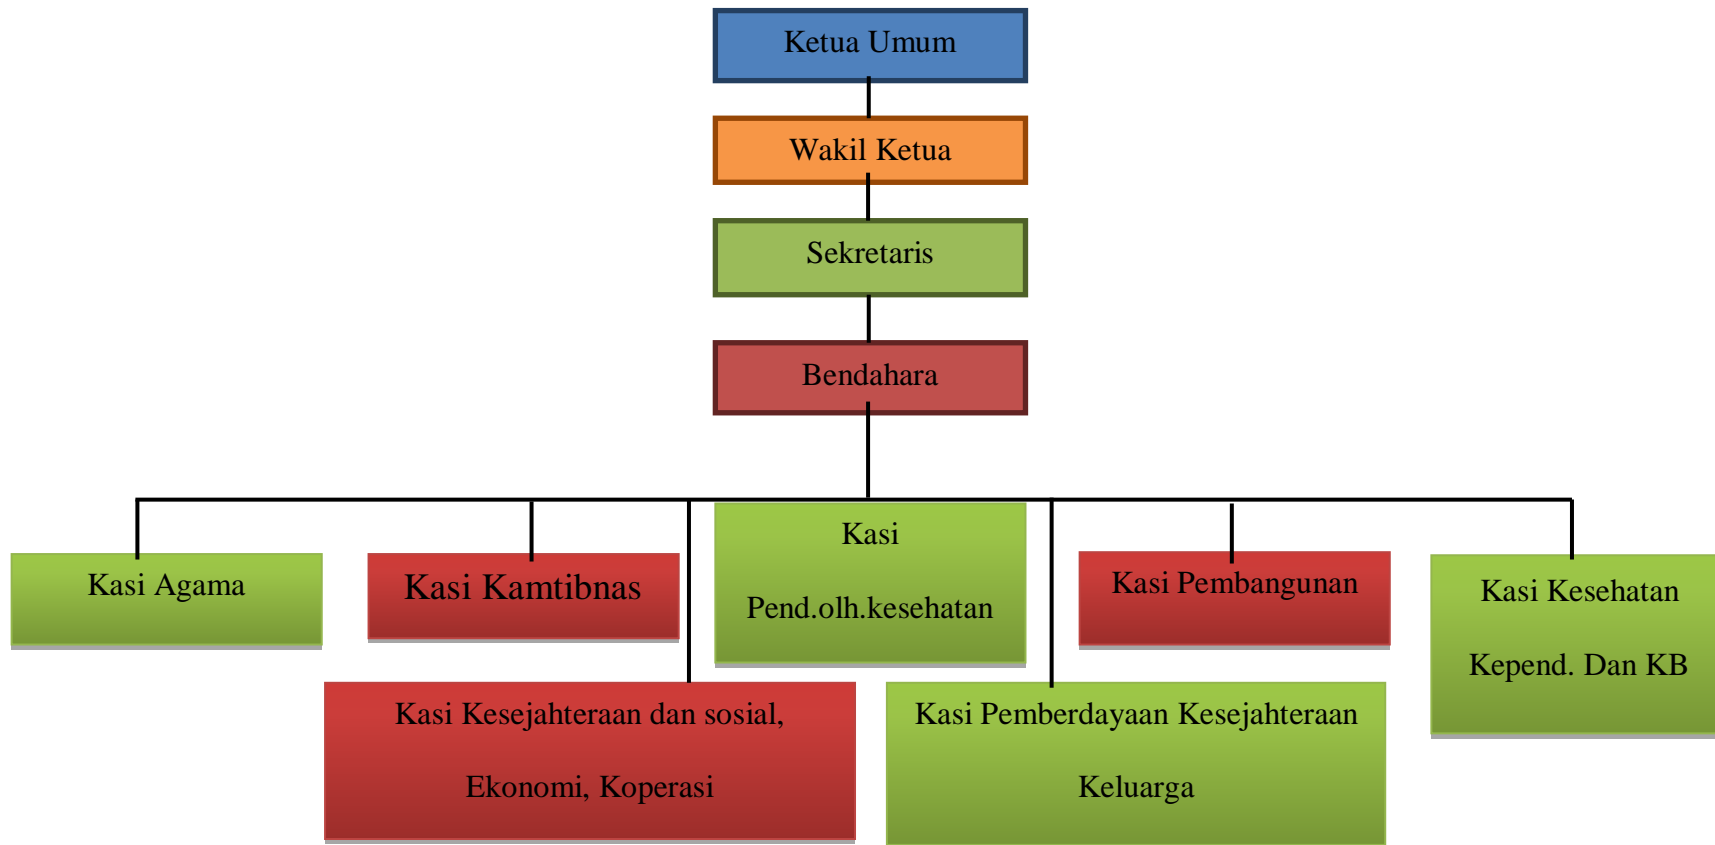 Ketua Umum
Wakil Ketua
Sekretaris
Bendahara
Kasi Agama
Kasi Kamtibnas
Kasi
Pend.olh.kesehatan
Kasi Pembangunan
Kasi Kesehatan
Kepend. Dan KB
Kasi Kesejahteraan dan sosial,
Ekonomi, Koperasi
Kasi Pemberdayaan Kesejahteraan
Keluarga